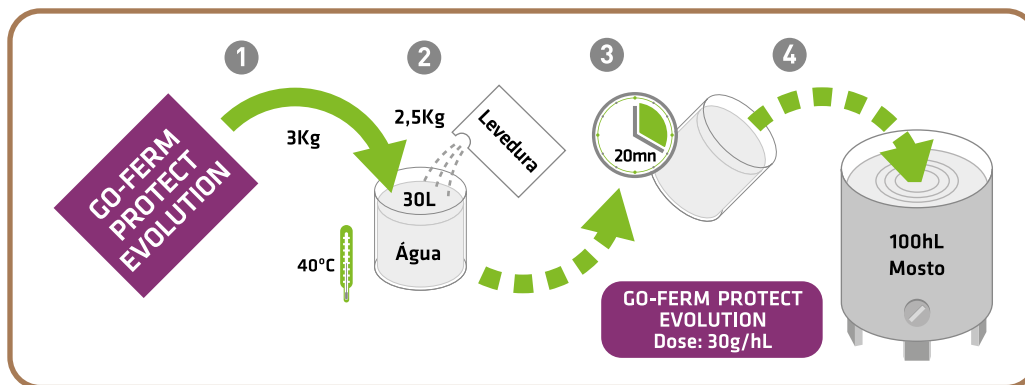 1
2
3
4
GO-FERM
PROTECT
EVOLUTION
3Kg
2,5Kg
Levedura
30L
Água
40ºC
20mn
100hL
Mosto
GO-FERM PROTECT
EVOLUTION
Dose: 30g/hL